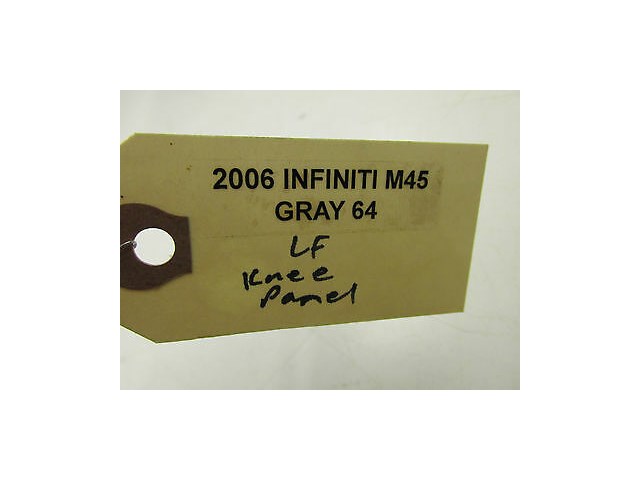 2006 INFINITI M45
GRAY 64
LF
Knee
Panel